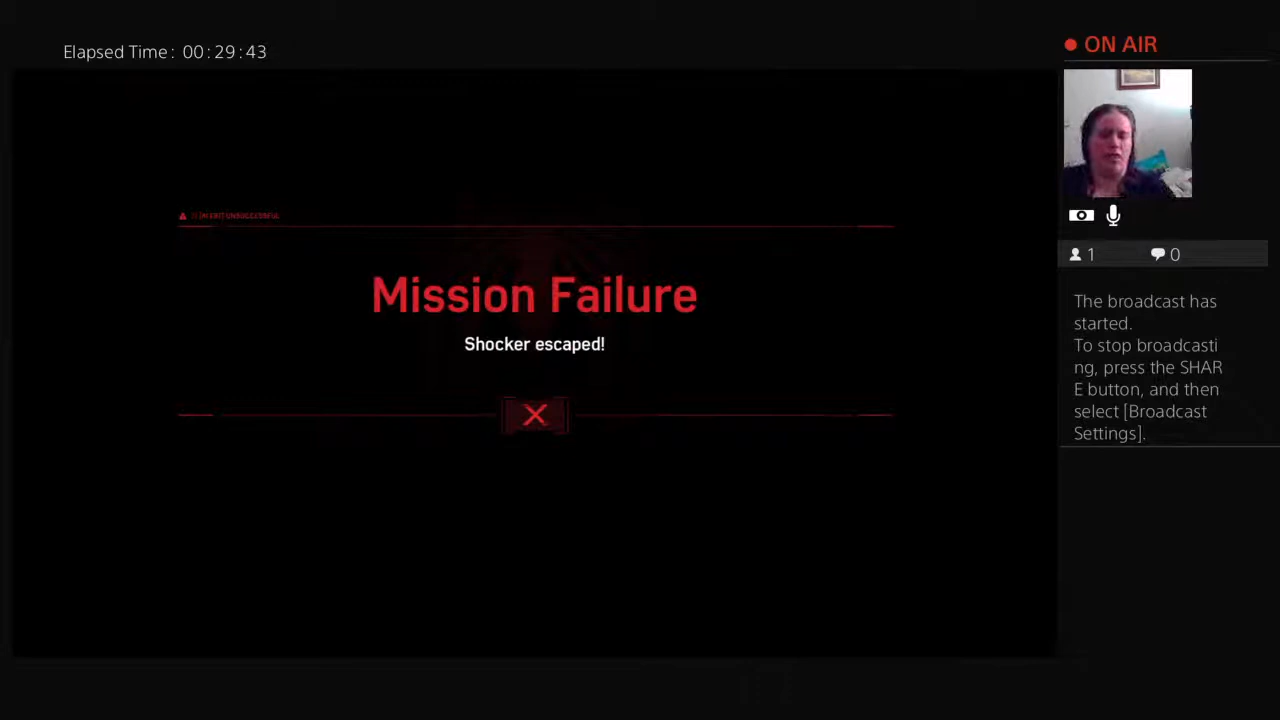 Elapsed Time: 00:29:43
ON AIR
UNSUCCESSFUL
Mission Failure
Shocker escaped!
1
0
The broadcast has
started.
To stop broadcasti
ng, press the SHAR
E button, and then
select [Broadcast
Settings].